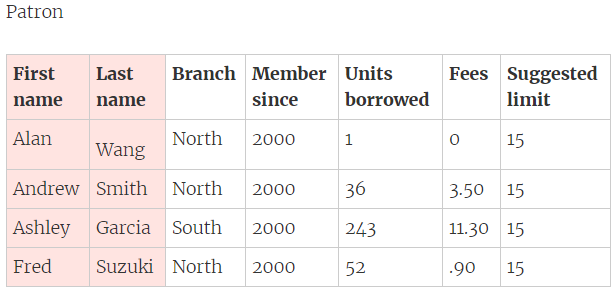 Patron
First name Last name Branch Member since Units borrowed Fees Suggested limit
Alan Wang North 2000 1 0 15
Andrew Smith North 2000 36 3.50 15
Ashley Garcia South 2000 243 11.30 15
Fred Suzuki North 2000 52 .90 15